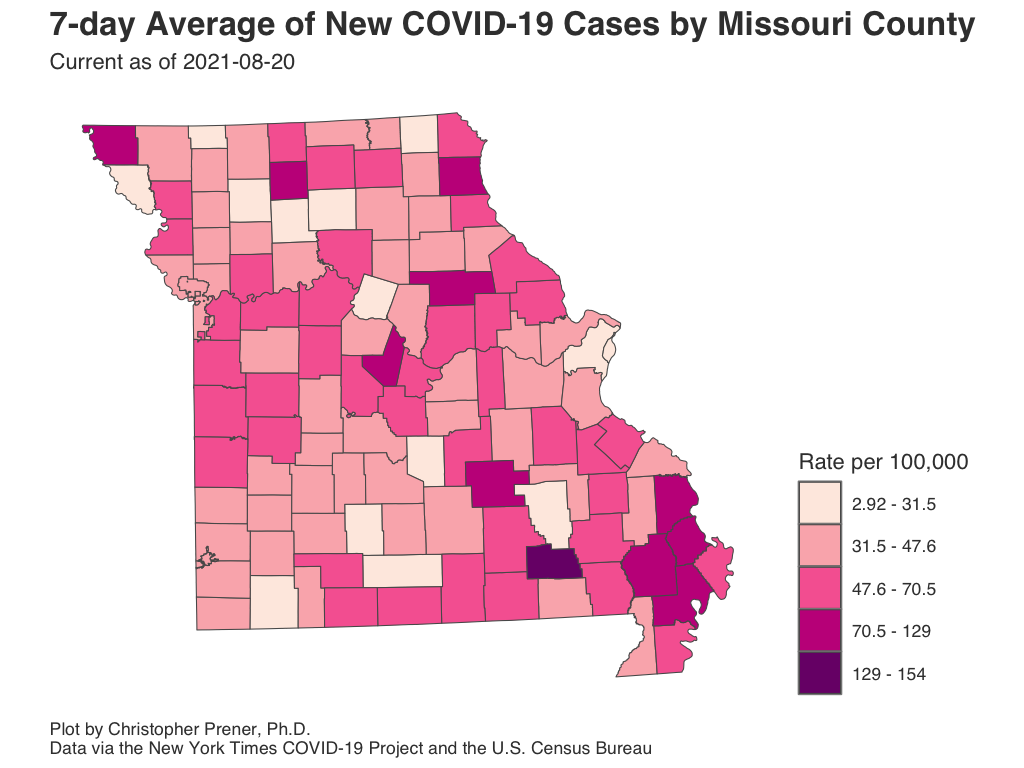 7-day Average of New COVID-19 Cases by Missouri County
Current as of 2021-08-20
Rate per 100,000
2.92 - 31.5
31.5 - 47.6
47.6 - 70.5
70.5 - 129
129 - 154
Plot by Christopher Prener, Ph.D.
Data via the New York Times COVID-19 Project and the U.S. Census Bureau